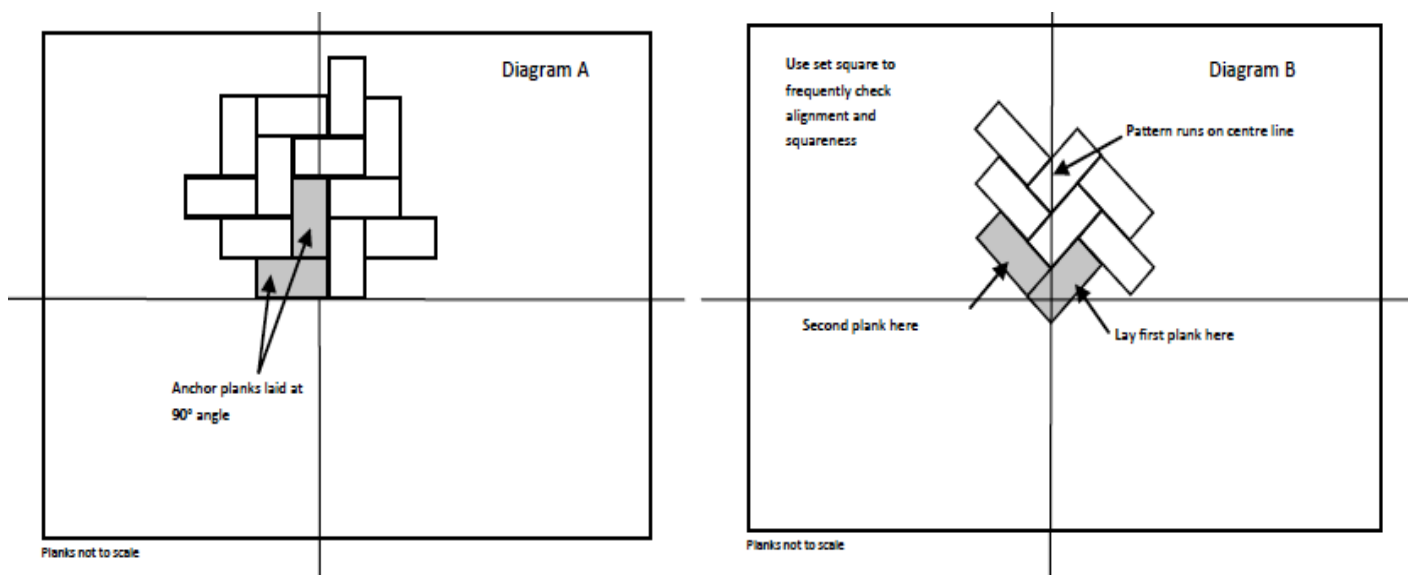 Diagram A
Anchor planks laid at
90° angle
Planks not to scale
Use set square to
frequently check
alignment and
squareness
Diagram B
Pattern runs on centre line
Second plank here
Lay first plank here
Planks not to scale